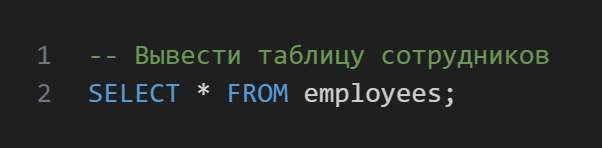 1 -- Вывести таблицу сотрудников
2 SELECT * FROM employees;